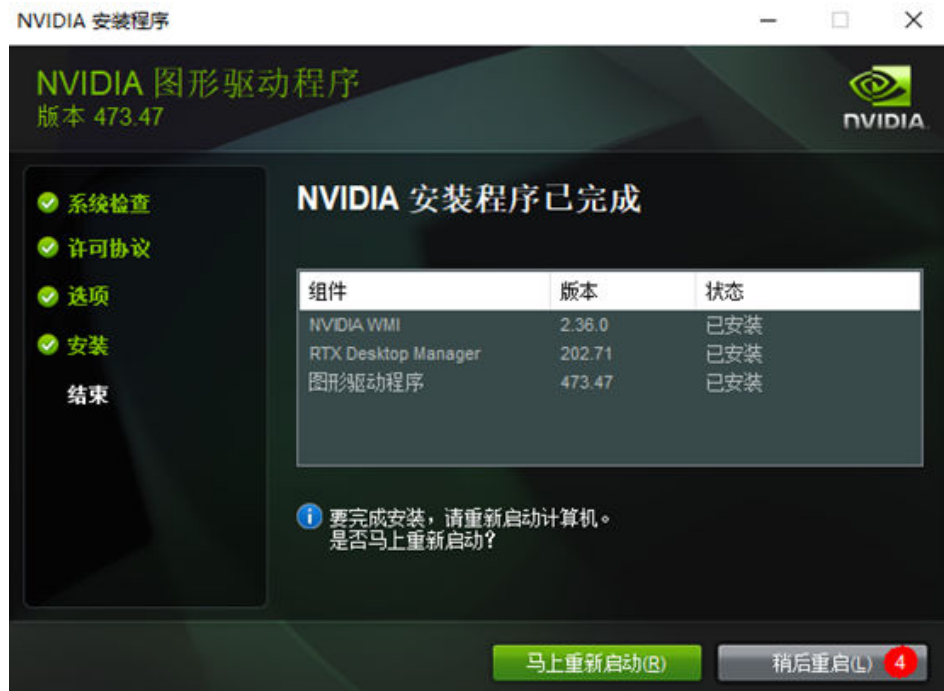 NVIDIA 安装程序
NVIDIA 图形驱动程序
版本 473.47
NVIDIA
系统检查
许可协议
选项
安装
结束
NVIDIA 安装程序已完成
组件 版本 状态
NVIDIA WMI 2.36.0 已安装
RTX Desktop Manager 202.71 已安装
图形驱动程序 473.47 已安装
要完成安装，请重新启动计算机。
是否马上重新启动?
马上重新启动(R)
稍后重启(L) 4